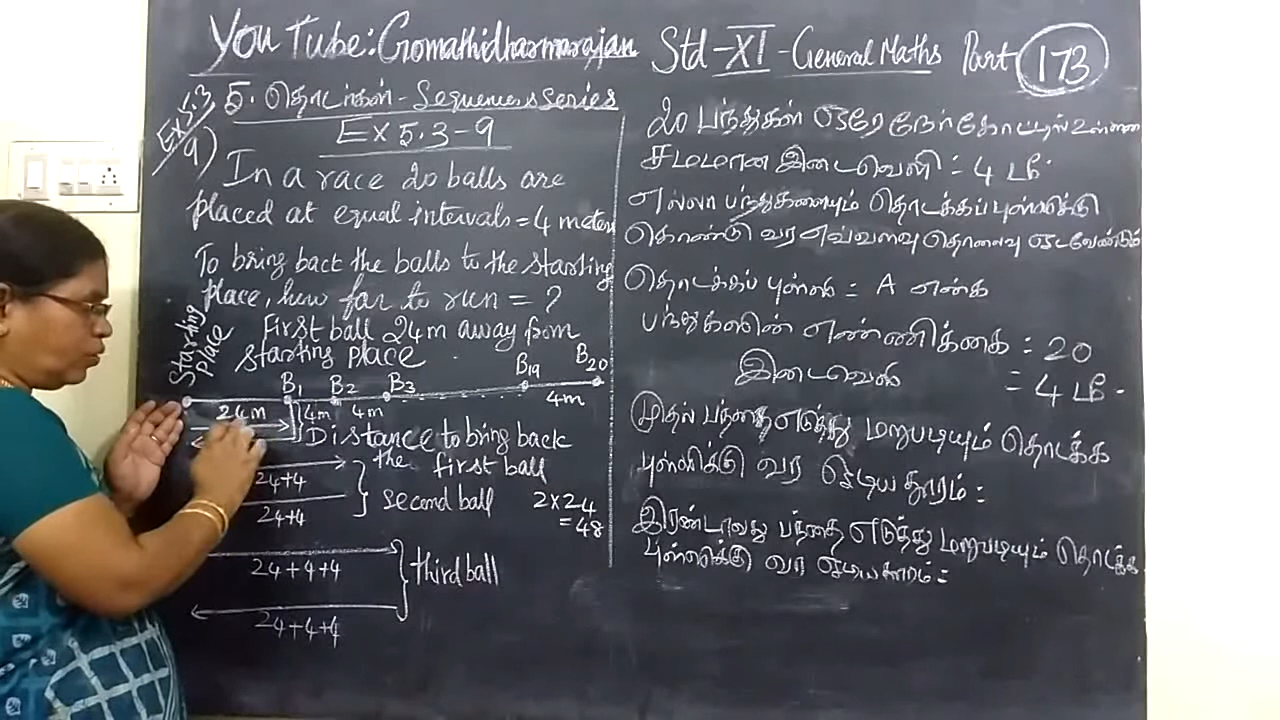 YouTube: Gomathidharmarajan Std-XI - General Maths Part 173
Ex 5.3
9)
5. தொடர்கள் - Sequences & Series
Ex 5.3-9
In a race 20 balls are
placed at equal intervals = 4 meters
To bring back the balls to the starting
place, how far to run = ?
First ball 24m away from
starting place
Starting
place
B1 B2 B3 B19 B20
24m 4m 4m 4m
Distance to bring back
the first ball
24+4
24+4
second ball
2×24
=48
24+4+4
third ball
24+4+4
20 பந்துகள் ஒரே நேர்கோட்டில் உள்ளன
சமமான இடைவெளி = 4 மீ.
எல்லா பந்துகளையும் தொடக்கப் புள்ளிக்கு
கொண்டு வர எவ்வளவு தொலைவு ஓடவேண்டும்
தொடக்கப் புள்ளி = A என்க
பந்துகளின் எண்ணிக்கை = 20
இடைவெளி = 4 மீ.
முதல் பந்தை எடுத்து மறுபடியும் தொடக்க
புள்ளிக்கு வர ஓடிய தூரம் =
இரண்டாவது பந்தை எடுத்து மறுபடியும் தொடக்க
புள்ளிக்கு வர ஓடிய தூரம் =